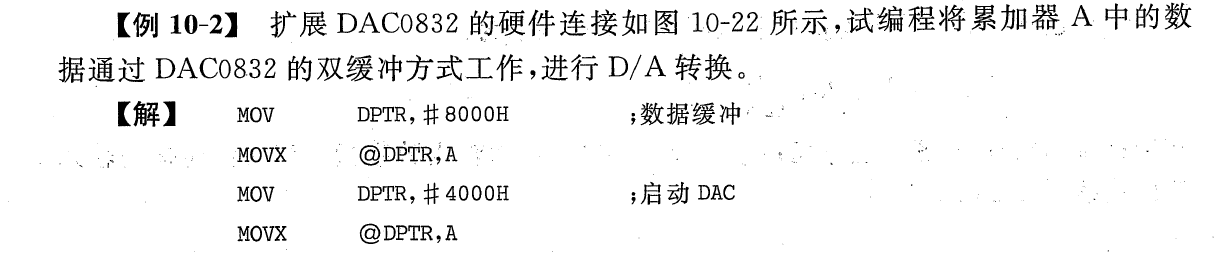 【例 10-2】 扩展 DAC0832 的硬件连接如图 10-22 所示,试编程将累加器 A 中的数
据通过 DAC0832 的双缓冲方式工作,进行 D/A 转换。
【解】 MOV DPTR,#8000H ;数据缓冲
MOVX @DPTR,A
MOV DPTR,#4000H ;启动 DAC
MOVX @DPTR,A